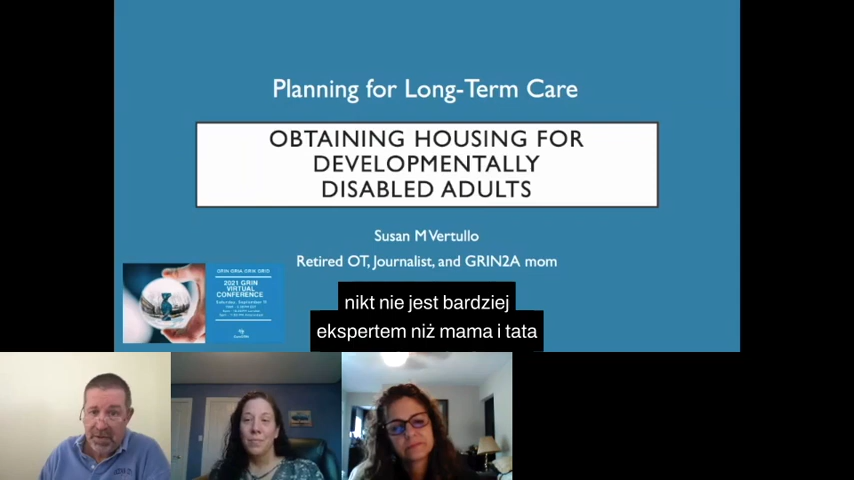 Planning for Long-Term Care
OBTAINING HOUSING FOR
DEVELOPMENTALLY
DISABLED ADULTS
Susan M Vertullo
Retired OT, Journalist, and GRIN2A mom
2021 GRIN
VIRTUAL
CONFERENCE
nikt nie jest bardziej
ekspertem niż mama i tata